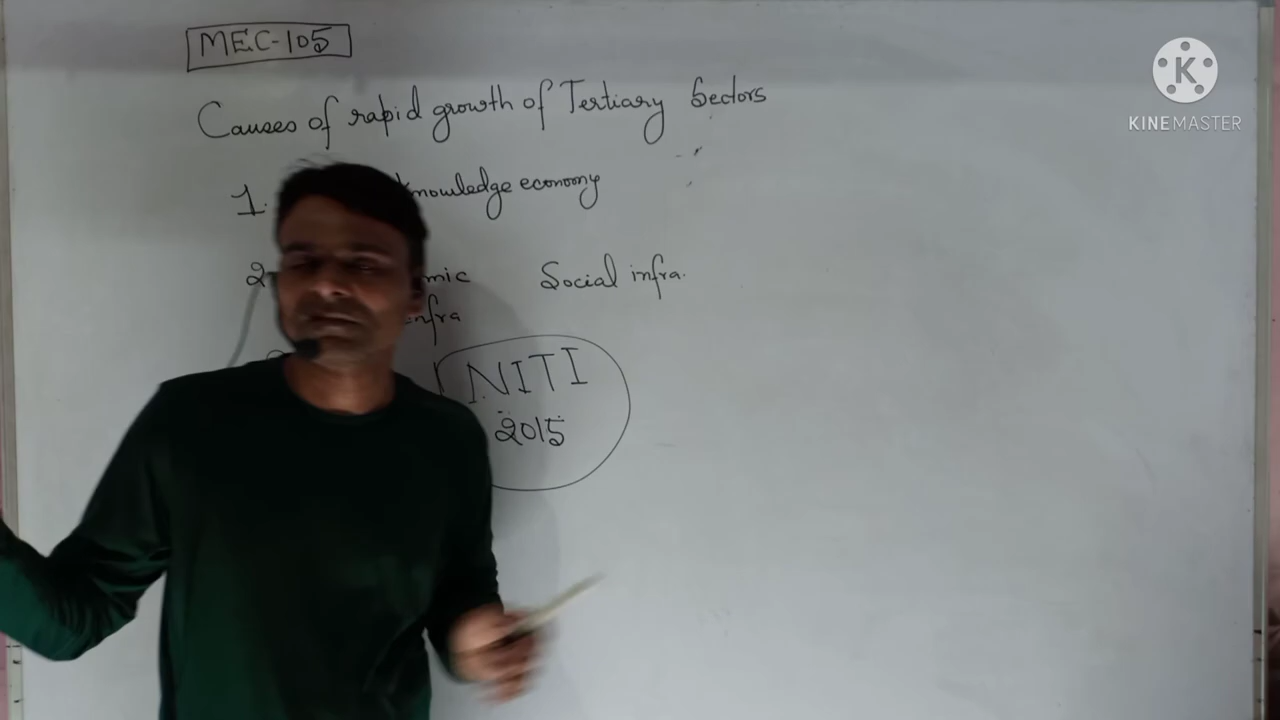 MEC-105
Causes of rapid growth of Tertiary Sectors
1. knowledge economy
2 mic Social infra.
infra
NITI
2015
K
KINEMASTER